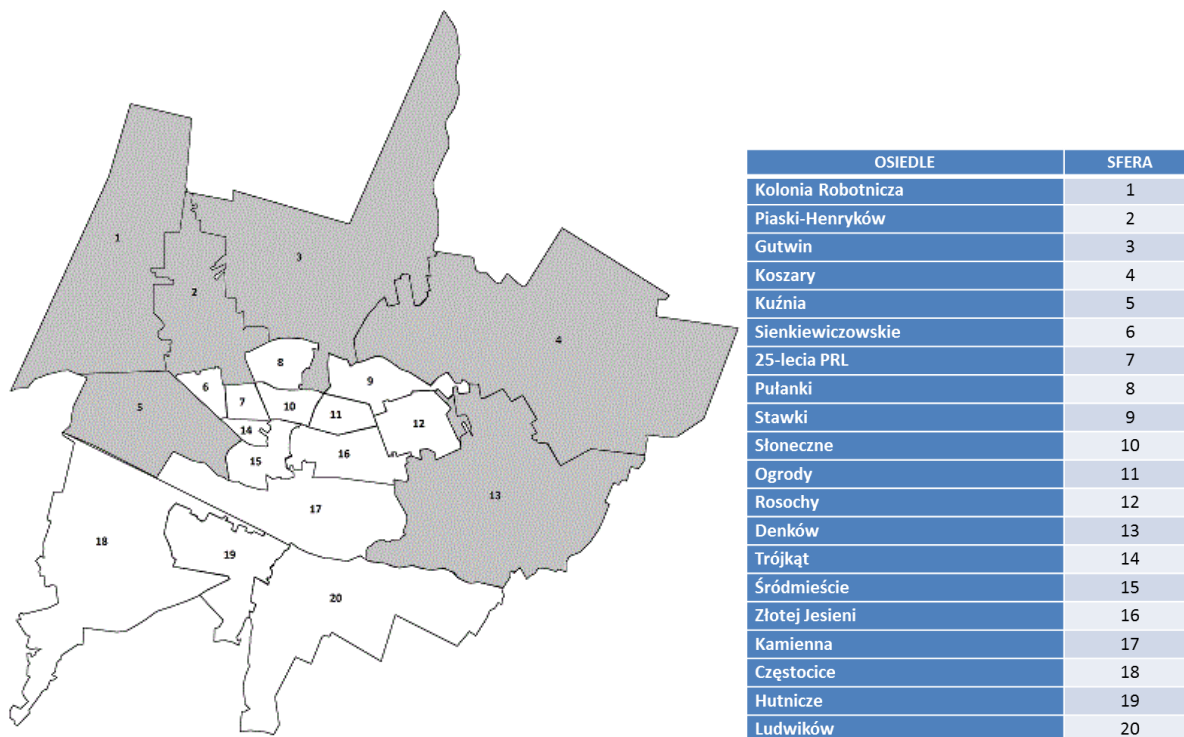 1
2
3
4
5
6
7
8
9
10
11
12
13
14
15
16
17
18
19
20
OSIEDLE SFERA
Kolonia Robotnicza 1
Piaski-Henryków 2
Gutwin 3
Koszary 4
Kuźnia 5
Sienkiewiczowskie 6
25-lecia PRL 7
Pułanki 8
Stawki 9
Słoneczne 10
Ogrody 11
Rosochy 12
Denków 13
Trójkąt 14
Śródmieście 15
Złotej Jesieni 16
Kamienna 17
Częstocice 18
Hutnicze 19
Ludwików 20